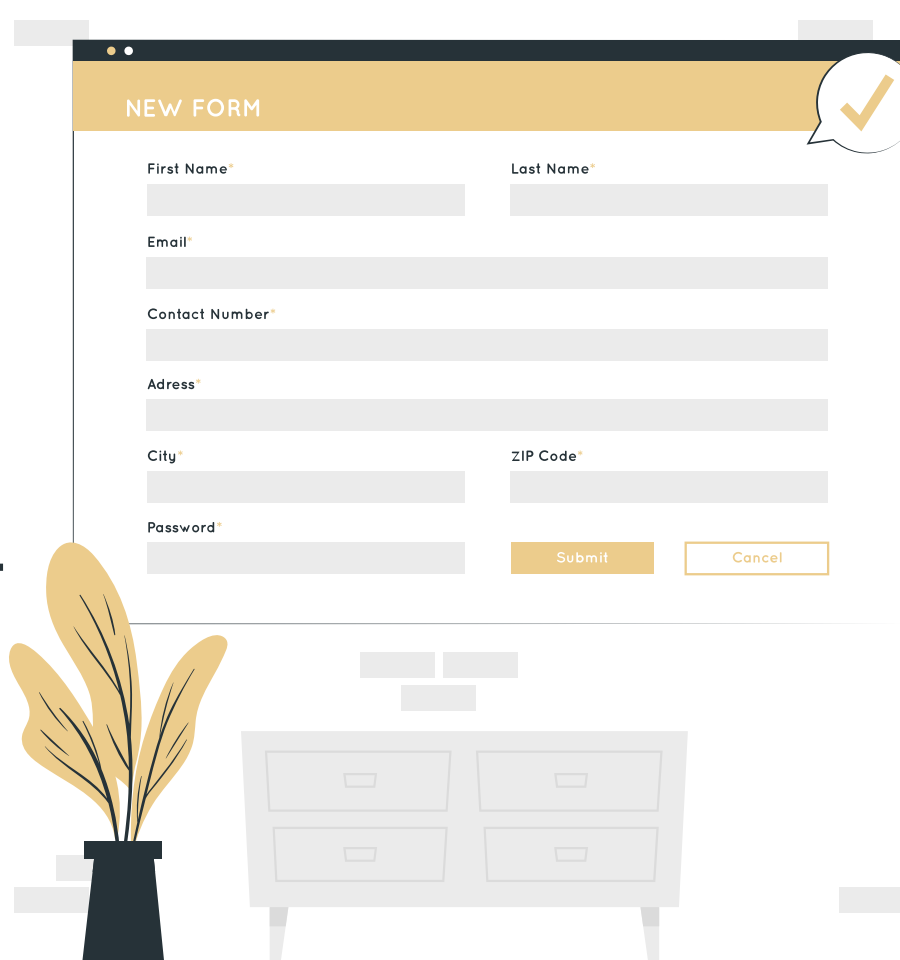 NEW FORM
First Name* Last Name*
Email*
Contact Number*
Adress*
City* ZIP Code*
Password*
Submit Cancel